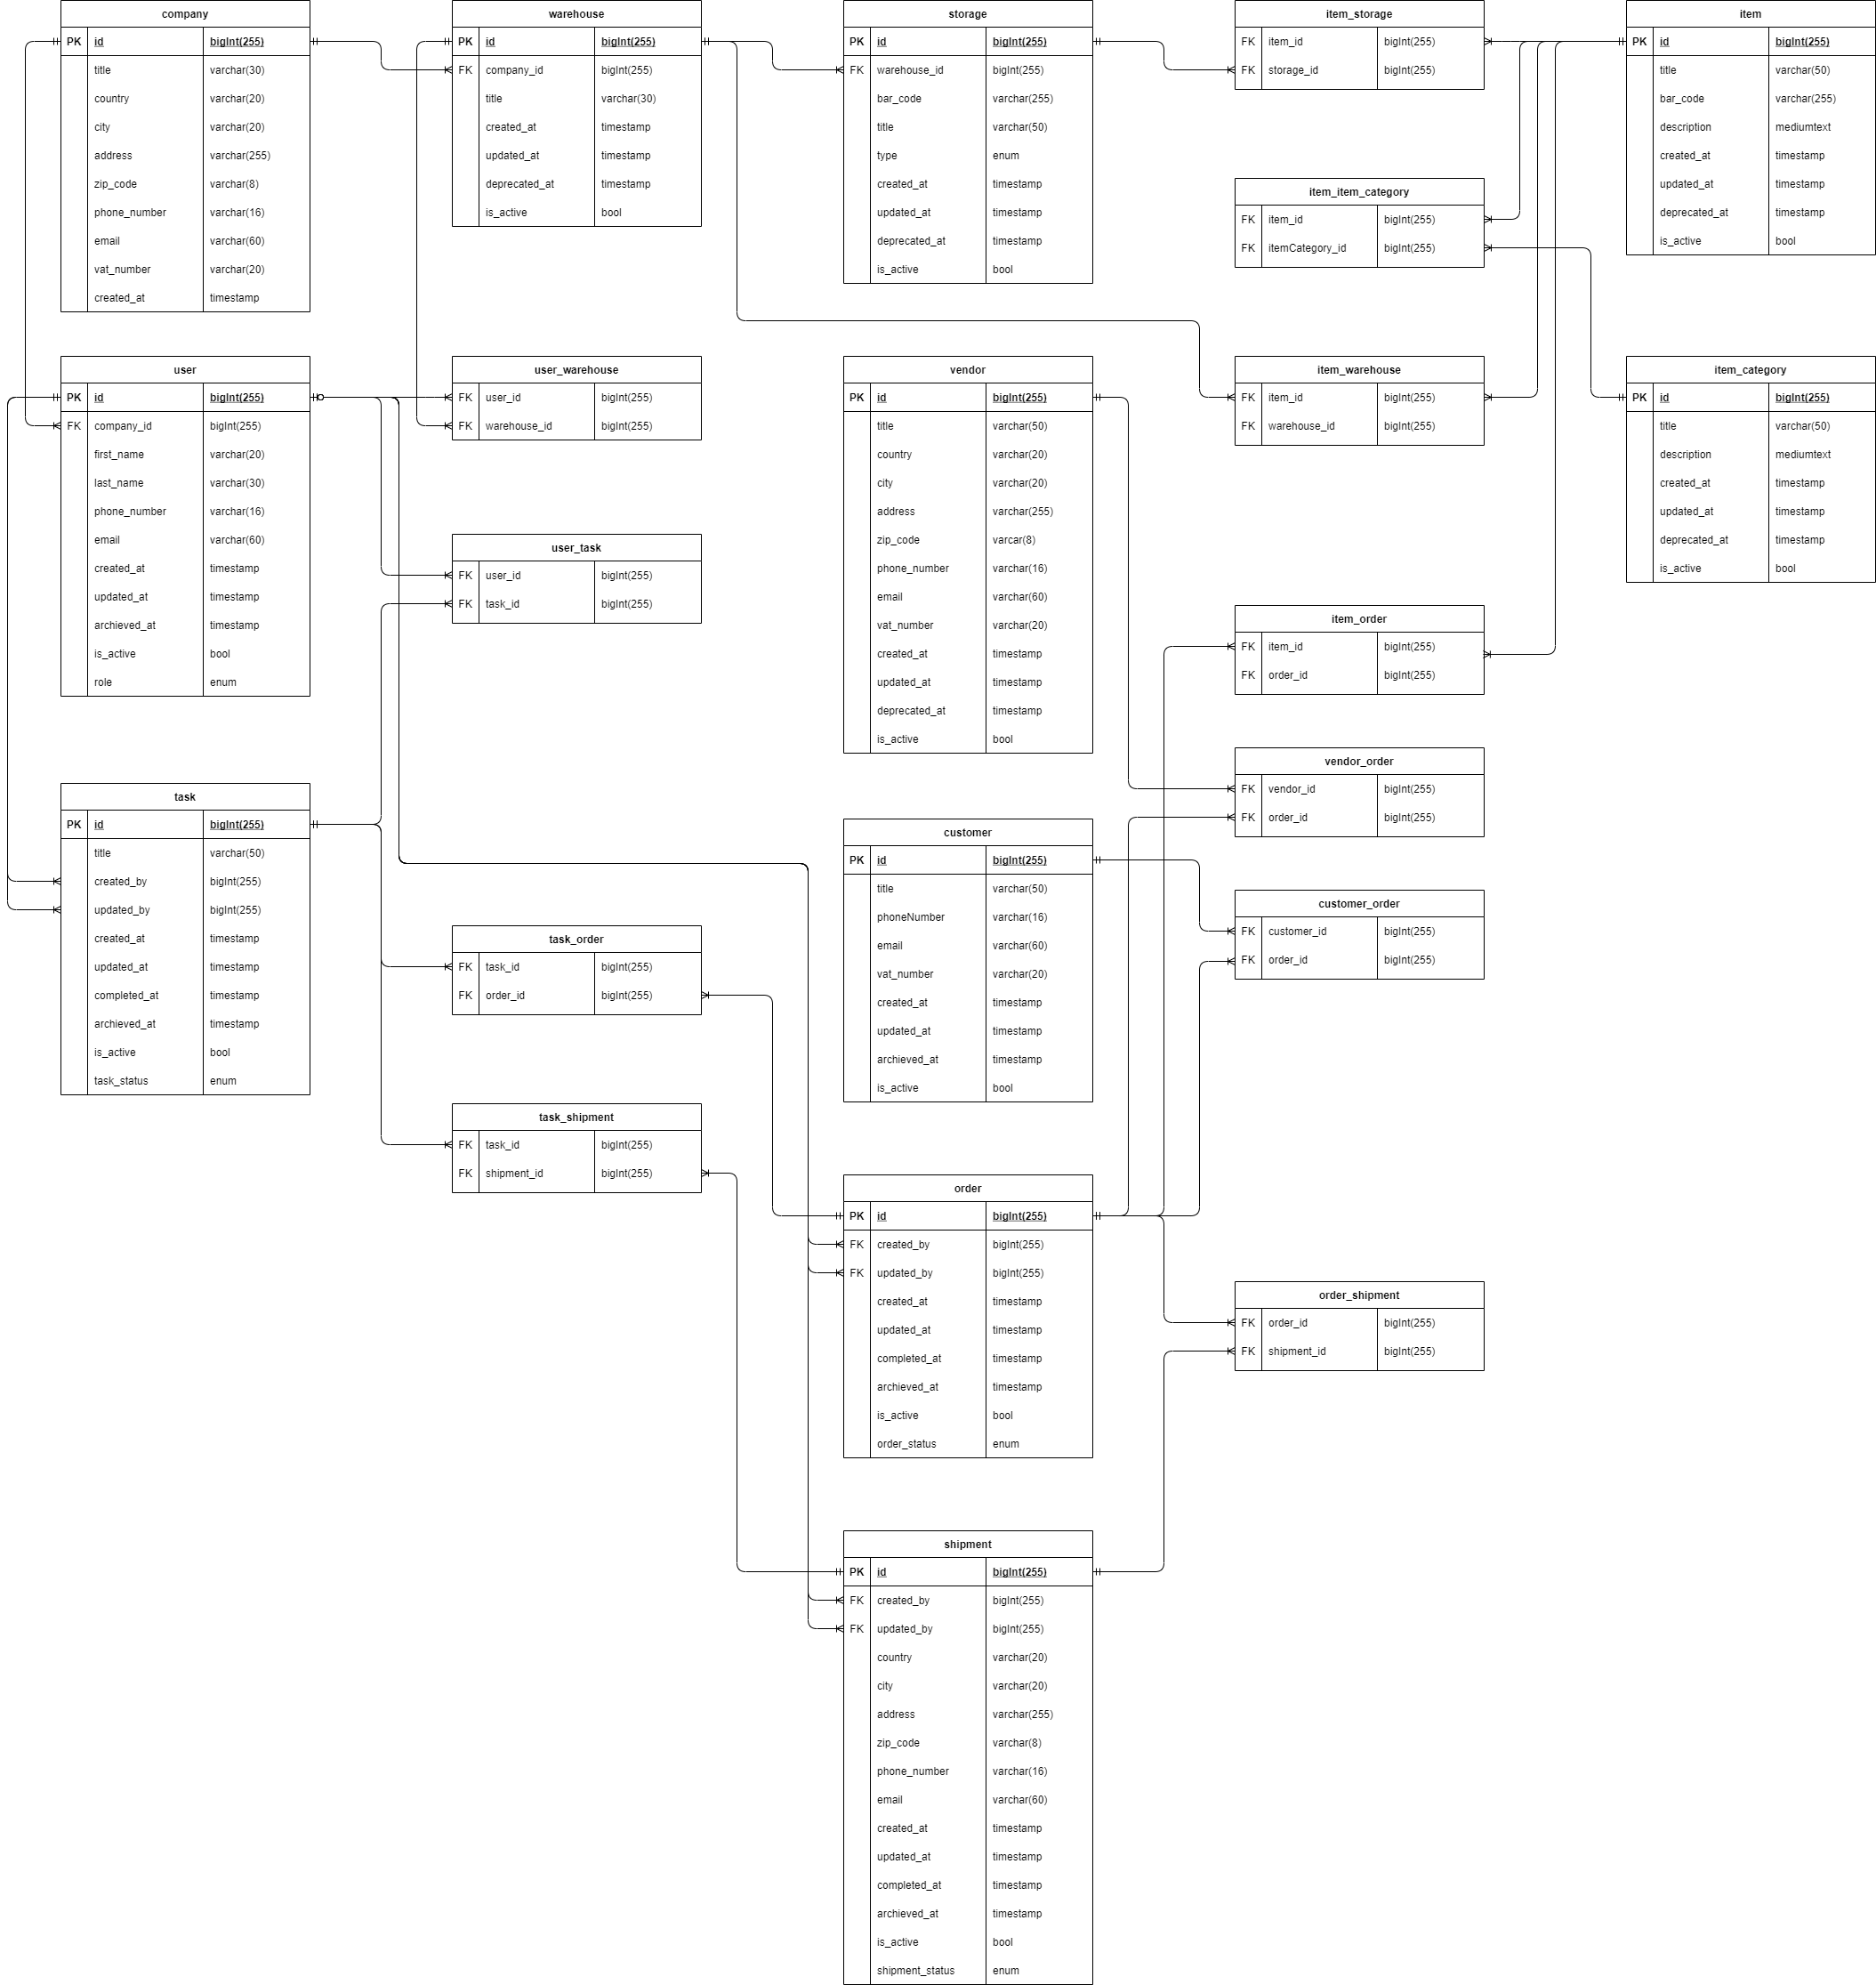 company
PK id bigInt(255)
title varchar(30)
country varchar(20)
city varchar(20)
address varchar(255)
zip_code varchar(8)
phone_number varchar(16)
email varchar(60)
vat_number varchar(20)
created_at timestamp
warehouse
PK id bigInt(255)
FK company_id bigInt(255)
title varchar(30)
created_at timestamp
updated_at timestamp
deprecated_at timestamp
is_active bool
storage
PK id bigInt(255)
FK warehouse_id bigInt(255)
bar_code varchar(255)
title varchar(50)
type enum
created_at timestamp
updated_at timestamp
deprecated_at timestamp
is_active bool
item_storage
FK item_id bigInt(255)
FK storage_id bigInt(255)
item
PK id bigInt(255)
title varchar(50)
bar_code varchar(255)
description mediumtext
created_at timestamp
updated_at timestamp
deprecated_at timestamp
is_active bool
item_item_category
FK item_id bigInt(255)
FK itemCategory_id bigInt(255)
user
PK id bigInt(255)
FK company_id bigInt(255)
first_name varchar(20)
last_name varchar(30)
phone_number varchar(16)
email varchar(60)
created_at timestamp
updated_at timestamp
archieved_at timestamp
is_active bool
role enum
user_warehouse
FK user_id bigInt(255)
FK warehouse_id bigInt(255)
vendor
PK id bigInt(255)
title varchar(50)
country varchar(20)
city varchar(20)
address varchar(255)
zip_code varcar(8)
phone_number varchar(16)
email varchar(60)
vat_number varchar(20)
created_at timestamp
updated_at timestamp
deprecated_at timestamp
is_active bool
item_warehouse
FK item_id bigInt(255)
FK warehouse_id bigInt(255)
item_category
PK id bigInt(255)
title varchar(50)
description mediumtext
created_at timestamp
updated_at timestamp
deprecated_at timestamp
is_active bool
user_task
FK user_id bigInt(255)
FK task_id bigInt(255)
item_order
FK item_id bigInt(255)
FK order_id bigInt(255)
vendor_order
FK vendor_id bigInt(255)
FK order_id bigInt(255)
task
PK id bigInt(255)
title varchar(50)
created_by bigInt(255)
updated_by bigInt(255)
created_at timestamp
updated_at timestamp
completed_at timestamp
archieved_at timestamp
is_active bool
task_status enum
customer
PK id bigInt(255)
title varchar(50)
phoneNumber varchar(16)
email varchar(60)
vat_number varchar(20)
created_at timestamp
updated_at timestamp
archieved_at timestamp
is_active bool
customer_order
FK customer_id bigInt(255)
FK order_id bigInt(255)
task_order
FK task_id bigInt(255)
FK order_id bigInt(255)
task_shipment
FK task_id bigInt(255)
FK shipment_id bigInt(255)
order
PK id bigInt(255)
FK created_by bigInt(255)
FK updated_by bigInt(255)
created_at timestamp
updated_at timestamp
completed_at timestamp
archieved_at timestamp
is_active bool
order_status enum
order_shipment
FK order_id bigInt(255)
FK shipment_id bigInt(255)
shipment
PK id bigInt(255)
FK created_by bigInt(255)
FK updated_by bigInt(255)
country varchar(20)
city varchar(20)
address varchar(255)
zip_code varchar(8)
phone_number varchar(16)
email varchar(60)
created_at timestamp
updated_at timestamp
completed_at timestamp
archieved_at timestamp
is_active bool
shipment_status enum